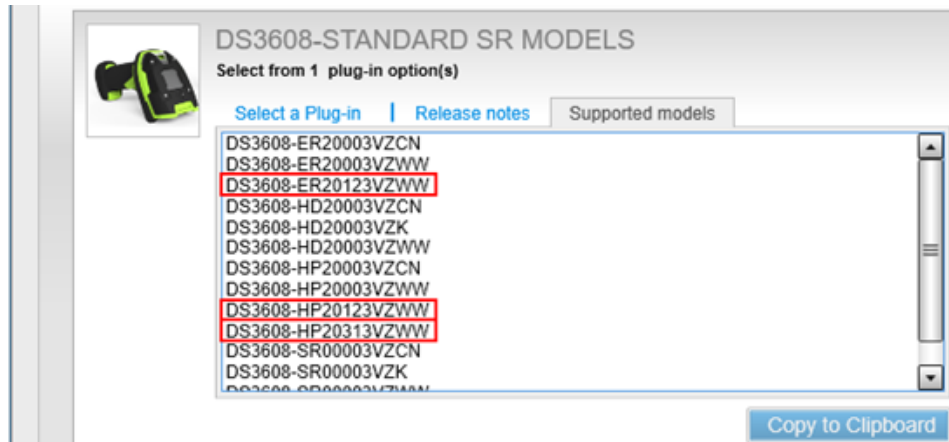 DS3608-STANDARD SR MODELS
Select from 1 plug-in option(s)
Select a Plug-in | Release notes Supported models
DS3608-ER20003VZCN
DS3608-ER20003VZWW
DS3608-ER20123VZWW
DS3608-HD20003VZCN
DS3608-HD20003VZK
DS3608-HD20003VZWW
DS3608-HP20003VZCN
DS3608-HP20003VZWW
DS3608-HP20123VZWW
DS3608-HP20313VZWW
DS3608-SR00003VZCN
DS3608-SR00003VZK
Copy to Clipboard